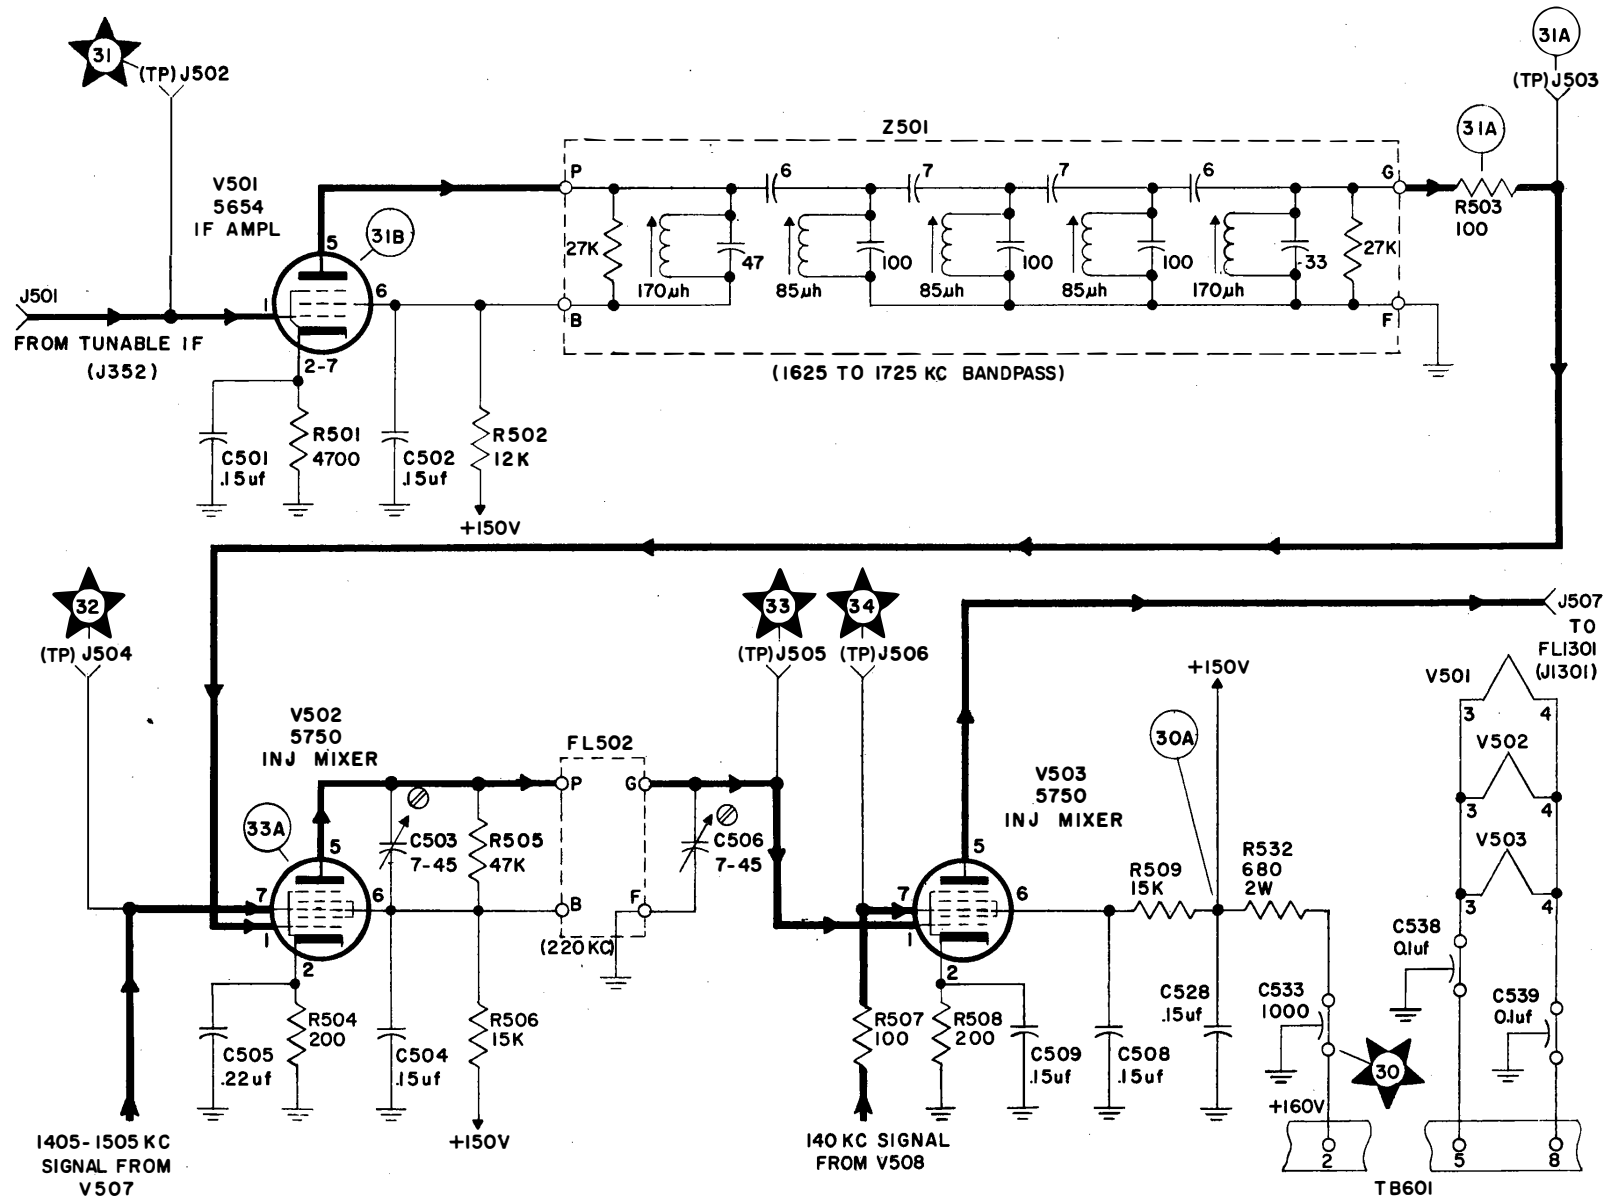 31
(TP)J502
31A
(TP)J503
Z501
31A
P
6
7
7
6
G
R503
100
V501
5654
IF AMPL
31B
5
1
6
2-7
27K
170µh
47
85µh
100
85µh
100
85µh
100
170µh
33
27K
B
F
J501
FROM TUNABLE IF
(J352)
(1625 TO 1725 KC BANDPASS)
C501
.15uf
R501
4700
C502
.15uf
R502
12K
+150V
32
(TP)J504
33
(TP)J505
34
(TP)J506
J507
TO
FL1301
(J1301)
V502
5750
INJ MIXER
33A
5
7
1
6
2
C503
7-45
R505
47K
FL502
P
G
B
F
(220KC)
C506
7-45
V503
5750
INJ MIXER
5
7
1
6
2
30A
+150V
R509
15K
R532
680
2W
V501
3
4
V502
3
4
V503
3
4
C538
0.1uf
C539
0.1uf
C505
.22uf
R504
200
C504
.15uf
R506
15K
+150V
R507
100
R508
200
C509
.15uf
C508
.15uf
C528
.15uf
C533
1000
30
+160V
2
5
8
TB601
1405-1505 KC
SIGNAL FROM
V507
140 KC SIGNAL
FROM V508